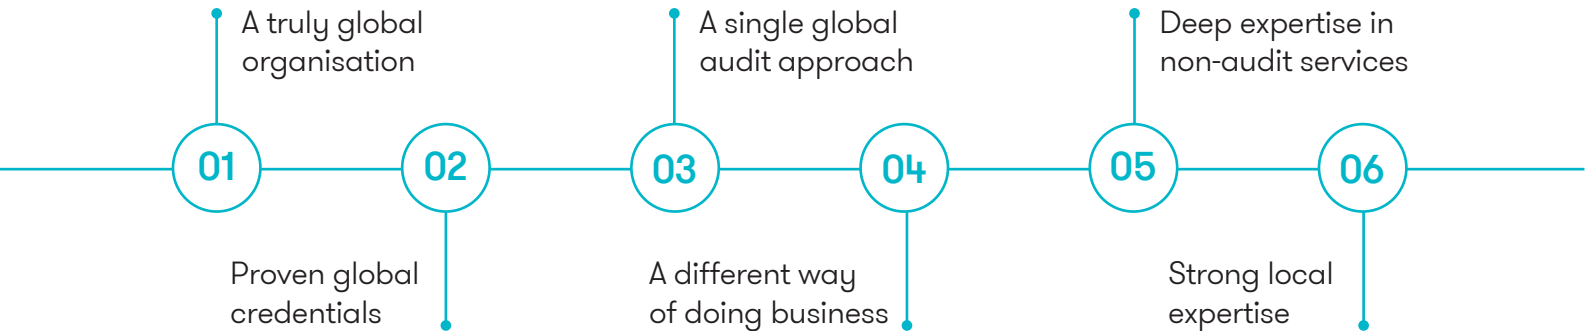 01
A truly global
organisation
02
Proven global
credentials
03
A single global
audit approach
04
A different way
of doing business
05
Deep expertise in
non-audit services
06
Strong local
expertise